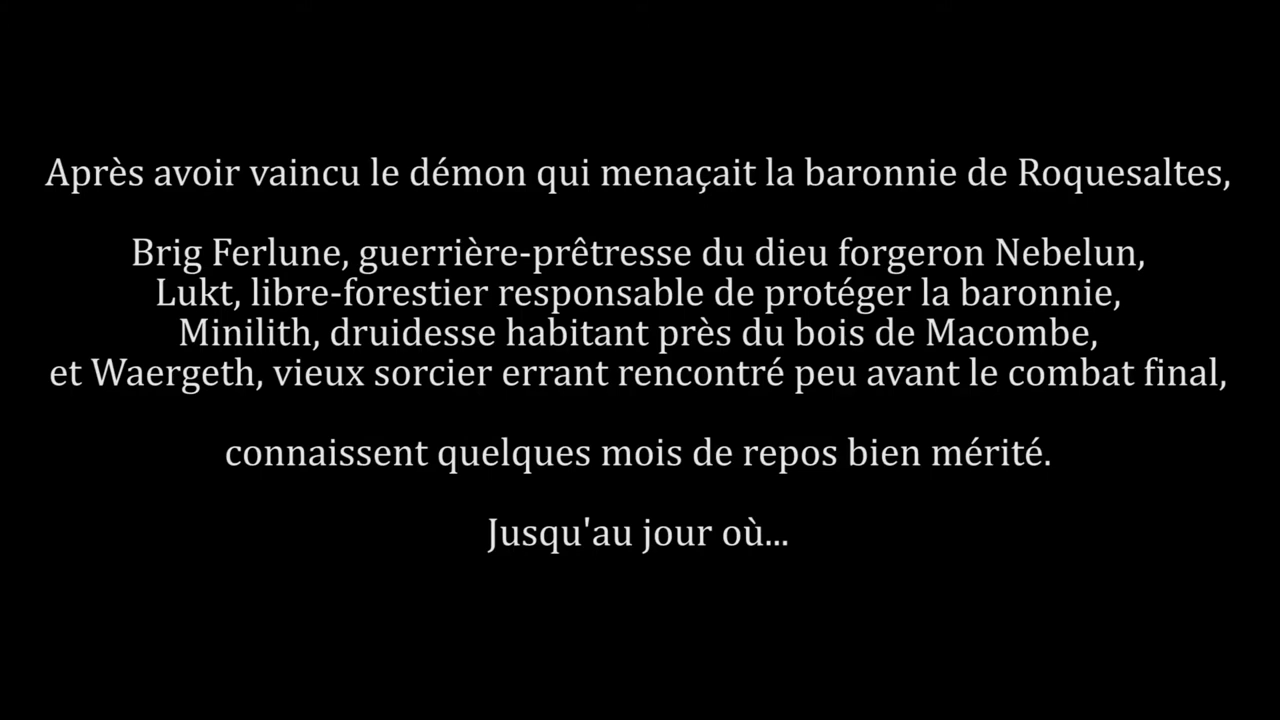 Après avoir vaincu le démon qui menaçait la baronnie de Roquesaltes,
Brig Ferlune, guerrière-prêtresse du dieu forgeron Nebelun,
Lukt, libre-forestier responsable de protéger la baronnie,
Minilith, druidesse habitant près du bois de Macombe,
et Waergeth, vieux sorcier errant rencontré peu avant le combat final,
connaissent quelques mois de repos bien mérité.
Jusqu'au jour où...